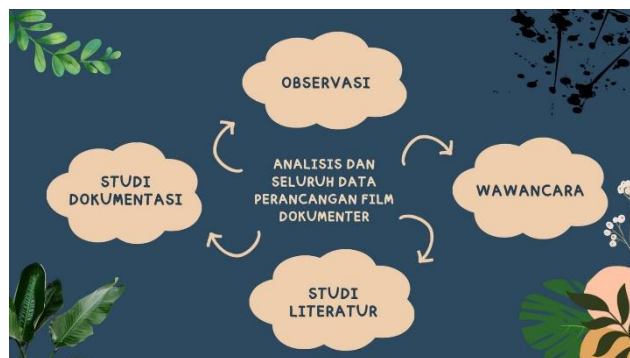 OBSERVASI
WAWANCARA
STUDI
LITERATUR
STUDI
DOKUMENTASI
ANALISIS DAN
SELURUH DATA
PERANCANGAN FILM
DOKUMENTER